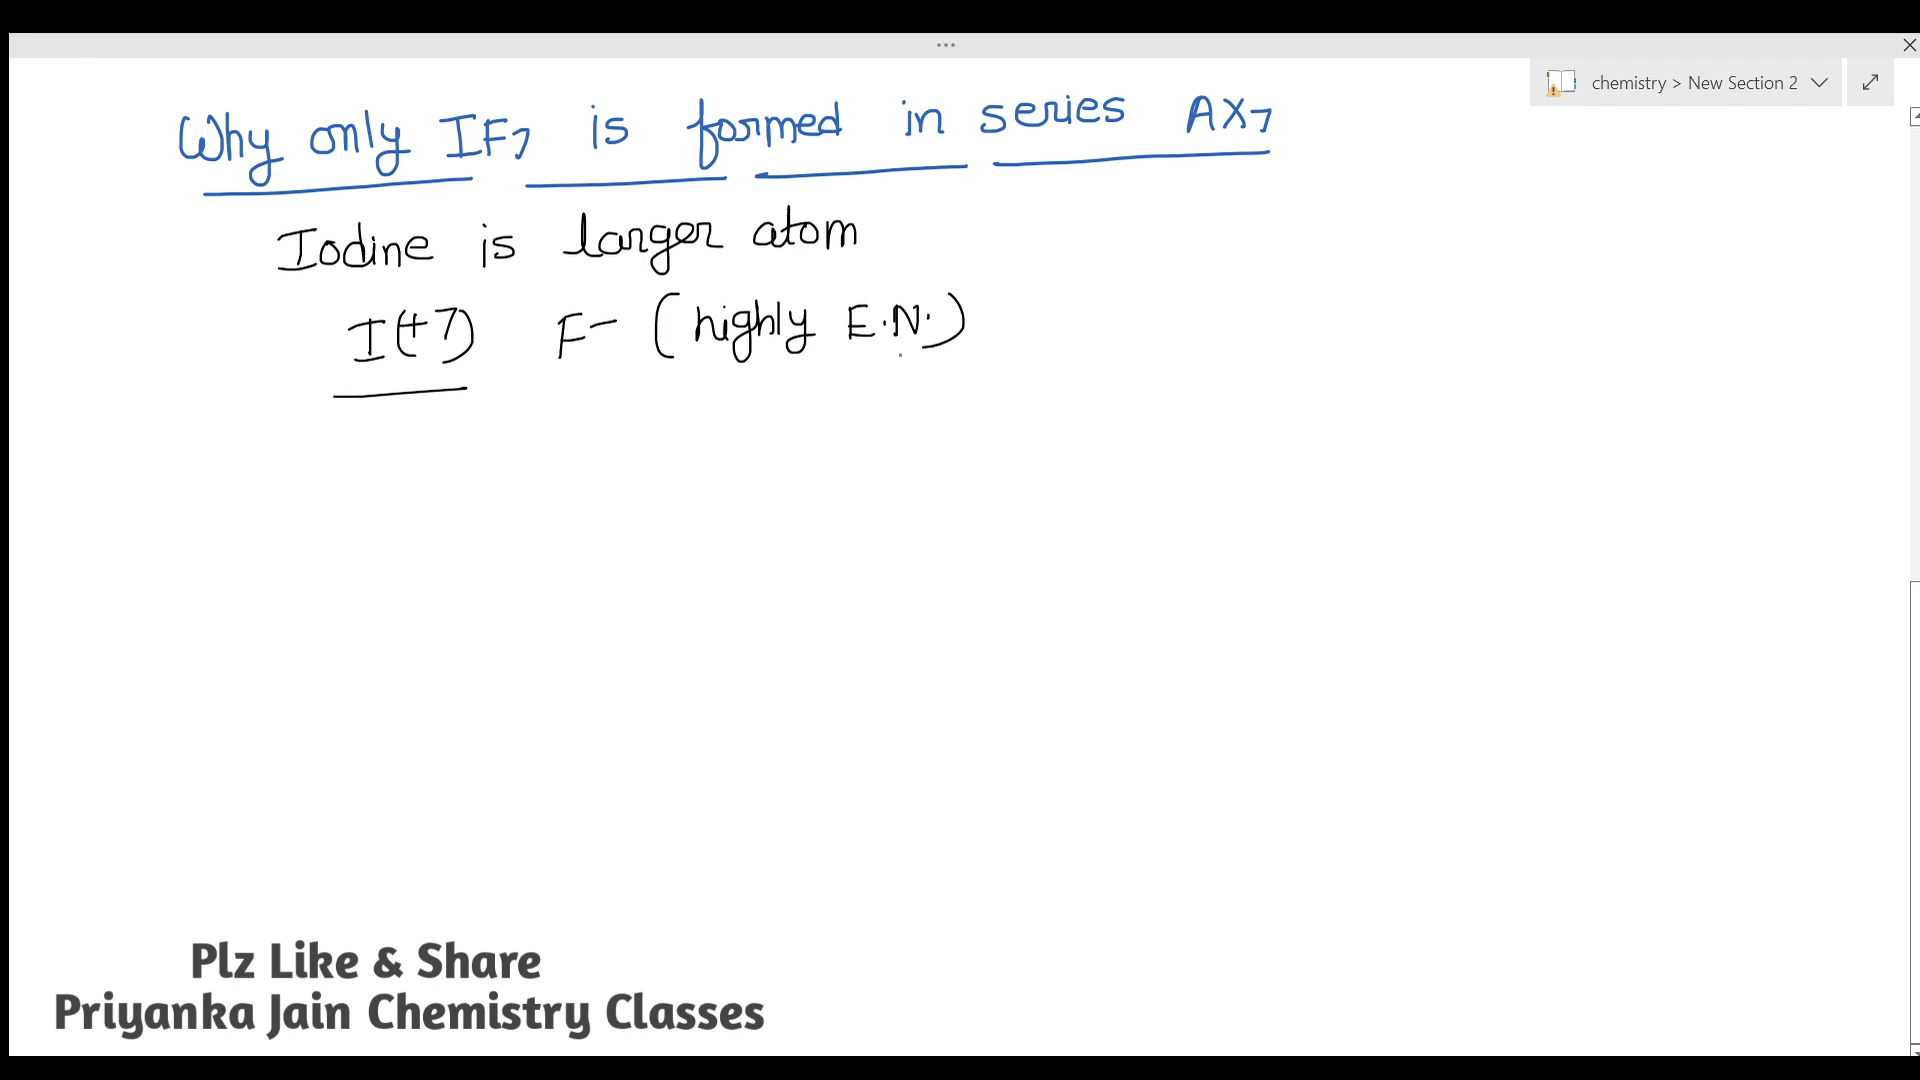 chemistry > New Section 2
Why only IF₇ is formed in series AX₇
Iodine is larger atom
I(+7) F⁻ (highly E.N.)
Plz Like & Share
Priyanka Jain Chemistry Classes